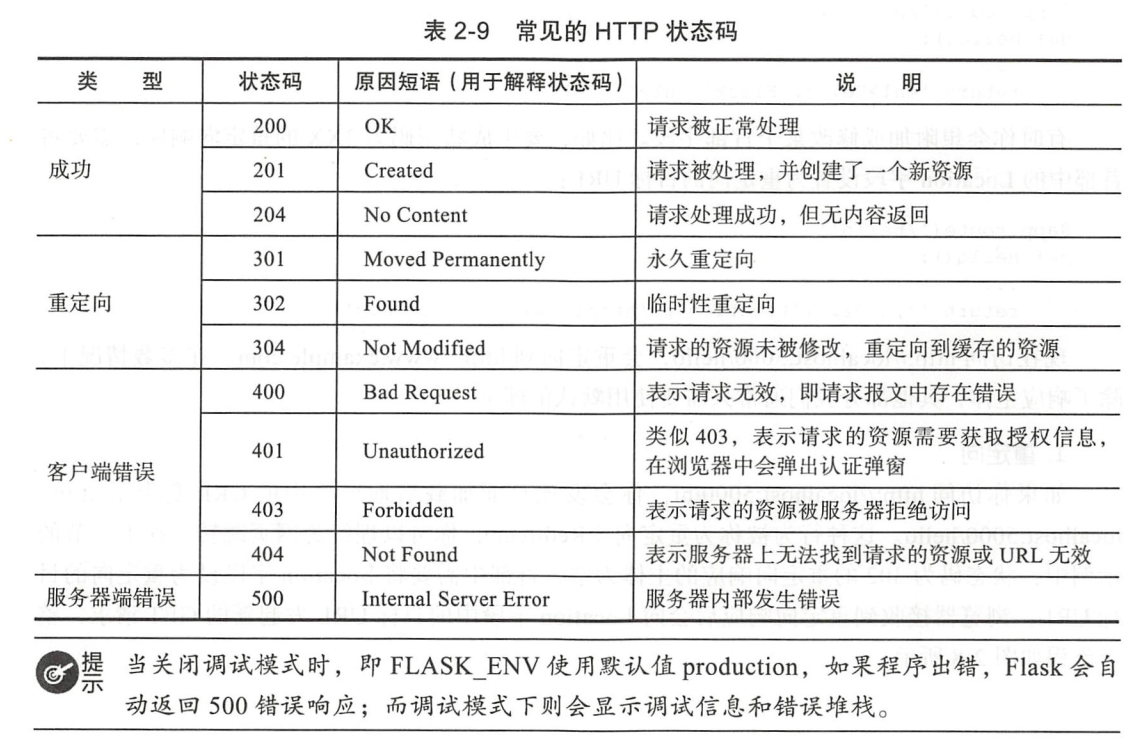 表 2-9 常见的 HTTP 状态码
类 型 状态码 原因短语（用于解释状态码） 说 明
成功
200 OK 请求被正常处理
201 Created 请求被处理，并创建了一个新资源
204 No Content 请求处理成功，但无内容返回
重定向
301 Moved Permanently 永久重定向
302 Found 临时性重定向
304 Not Modified 请求的资源未被修改，重定向到缓存的资源
客户端错误
400 Bad Request 表示请求无效，即请求报文中存在错误
401 Unauthorized 类似 403，表示请求的资源需要获取授权信息，
在浏览器中会弹出认证弹窗
403 Forbidden 表示请求的资源被服务器拒绝访问
404 Not Found 表示服务器上无法找到请求的资源或 URL 无效
服务器端错误 500 Internal Server Error 服务器内部发生错误
提示
当关闭调试模式时，即 FLASK_ENV 使用默认值 production，如果程序出错，Flask 会自
动返回 500 错误响应；而调试模式下则会显示调试信息和错误堆栈。